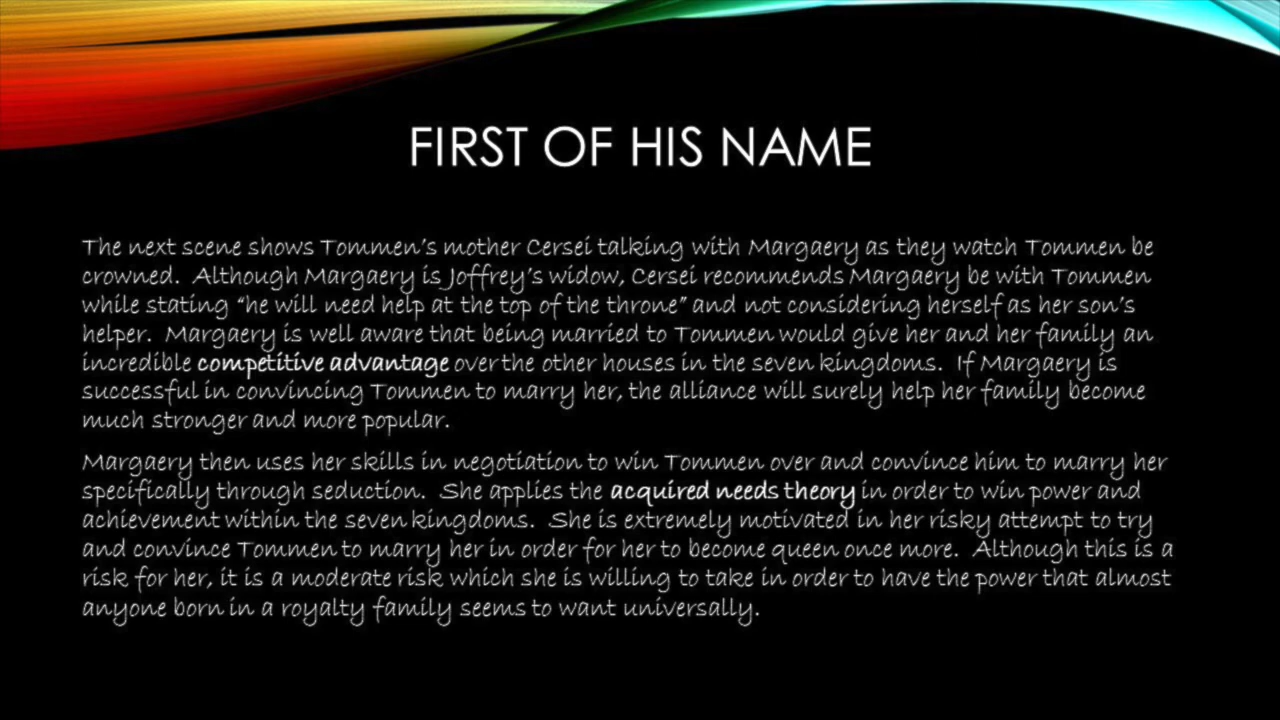 FIRST OF HIS NAME
The next scene shows Tommen's mother Cersei talking with Margaery as they watch Tommen be
crowned.  Although Margaery is Joffrey's widow, Cersei recommends Margaery be with Tommen
while stating “he will need help at the top of the throne” and not considering herself as her son's
helper.  Margaery is well aware that being married to Tommen would give her and her family an
incredible competitive advantage over the other houses in the seven kingdoms.  If Margaery is
successful in convincing Tommen to marry her, the alliance will surely help her family become
much stronger and more popular.
Margaery then uses her skills in negotiation to win Tommen over and convince him to marry her
specifically through seduction.  She applies the acquired needs theory in order to win power and
achievement within the seven kingdoms.  She is extremely motivated in her risky attempt to try
and convince Tommen to marry her in order for her to become queen once more.  Although this is a
risk for her, it is a moderate risk which she is willing to take in order to have the power that almost
anyone born in a royalty family seems to want universally.